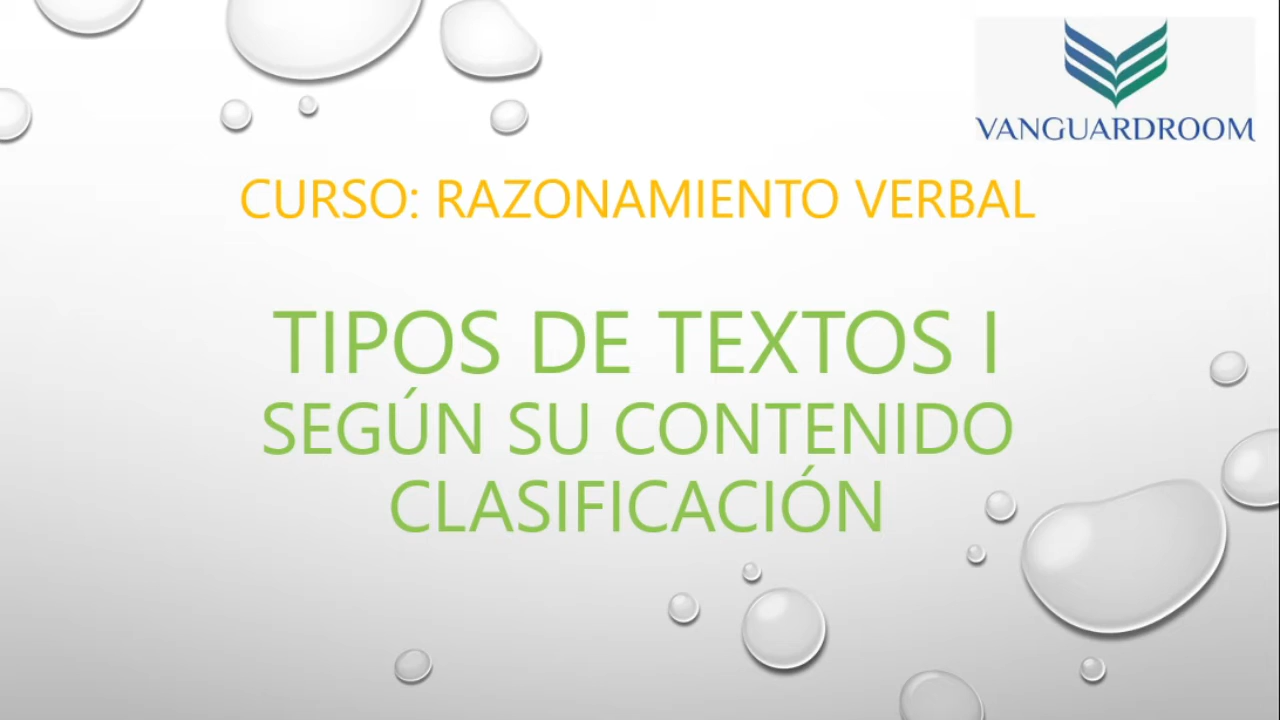 VANGUARDROOM
CURSO: RAZONAMIENTO VERBAL
TIPOS DE TEXTOS I
SEGÚN SU CONTENIDO
CLASIFICACIÓN